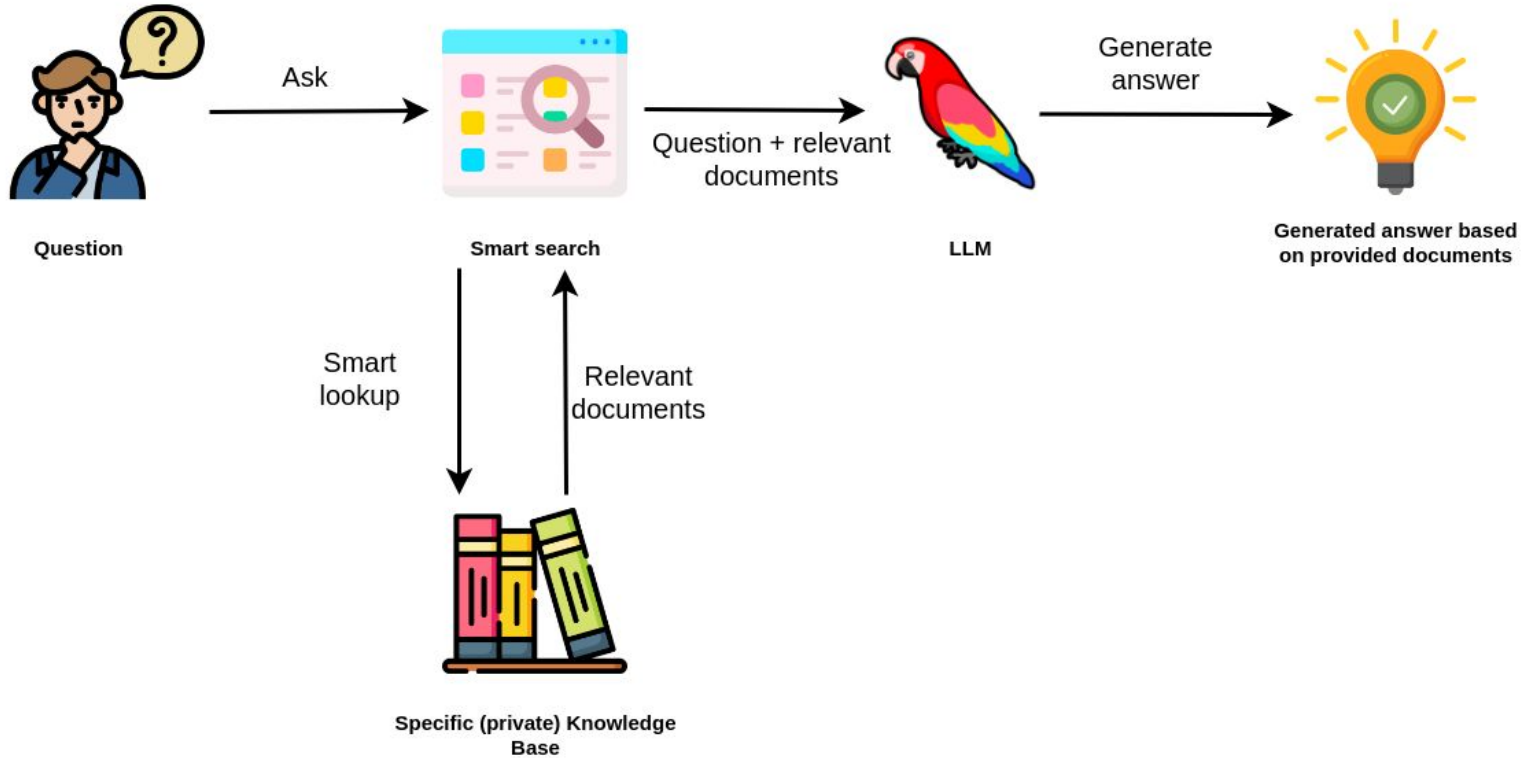 ?
Ask
Generate
answer
Question + relevant
documents
Question
Smart search
LLM
Generated answer based
on provided documents
Smart
lookup
Relevant
documents
Specific (private) Knowledge
Base